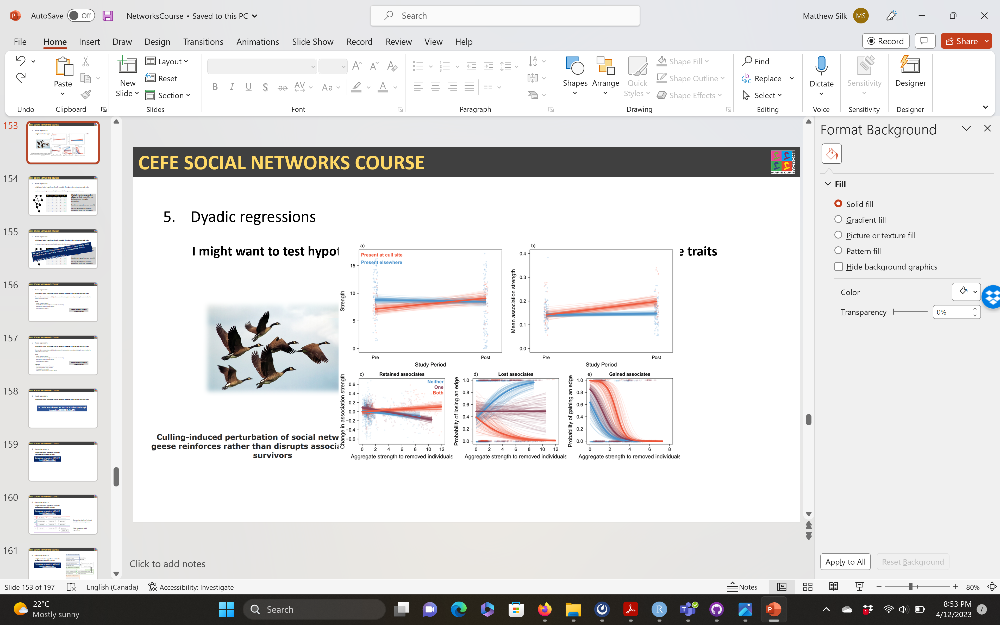 AutoSave Off NetworksCourse • Saved to this PC Search Matthew Silk MS
File Home Insert Draw Design Transitions Animations Slide Show Record Review View Help Record Share
Undo
Paste
Clipboard
New Slide
Layout
Reset
Section
Slides
B I U S ab AV Aa A
Font
Paragraph
Shapes Arrange Quick Styles
Shape Fill
Shape Outline
Shape Effects
Drawing
Find
Replace
Select
Editing
Dictate
Voice
Sensitivity
Sensitivity
Designer
Designer
153
154
155
156
157
158
159
160
161
CEFE SOCIAL NETWORKS COURSE
MARIE CURIE ACTIONS
5. Dyadic regressions
I might want to test hypot
e traits
a)
Present at cull site
Present elsewhere
Strength
15
10
5
0
Pre Post
Study Period
b)
Mean association strength
0.4
0.3
0.2
0.1
0.0
Pre Post
Study Period
c) Retained associates
Neither
One
Both
Change in association strength
0.6
0.4
0.2
0.0
−0.2
−0.4
−0.6
0 2 4 6 8 10 12
Aggregate strength to removed individuals
d) Lost associates
Probability of losing an edge
1.0
0.8
0.6
0.4
0.2
0.0
0 2 4 6 8 10 12
Aggregate strength to removed individuals
e) Gained associates
Probability of gaining an edge
1.0
0.8
0.6
0.4
0.2
0.0
0 2 4 6 8
Aggregate strength to removed individuals
Culling-induced perturbation of social netw
geese reinforces rather than disrupts associa
survivors
Click to add notes
Format Background
Fill
Solid fill
Gradient fill
Picture or texture fill
Pattern fill
Hide background graphics
Color
Transparency 0%
Apply to All Reset Background
Slide 153 of 197 English (Canada) Accessibility: Investigate Notes 80%
22°C
Mostly sunny
Search
8:53 PM
4/12/2023
7